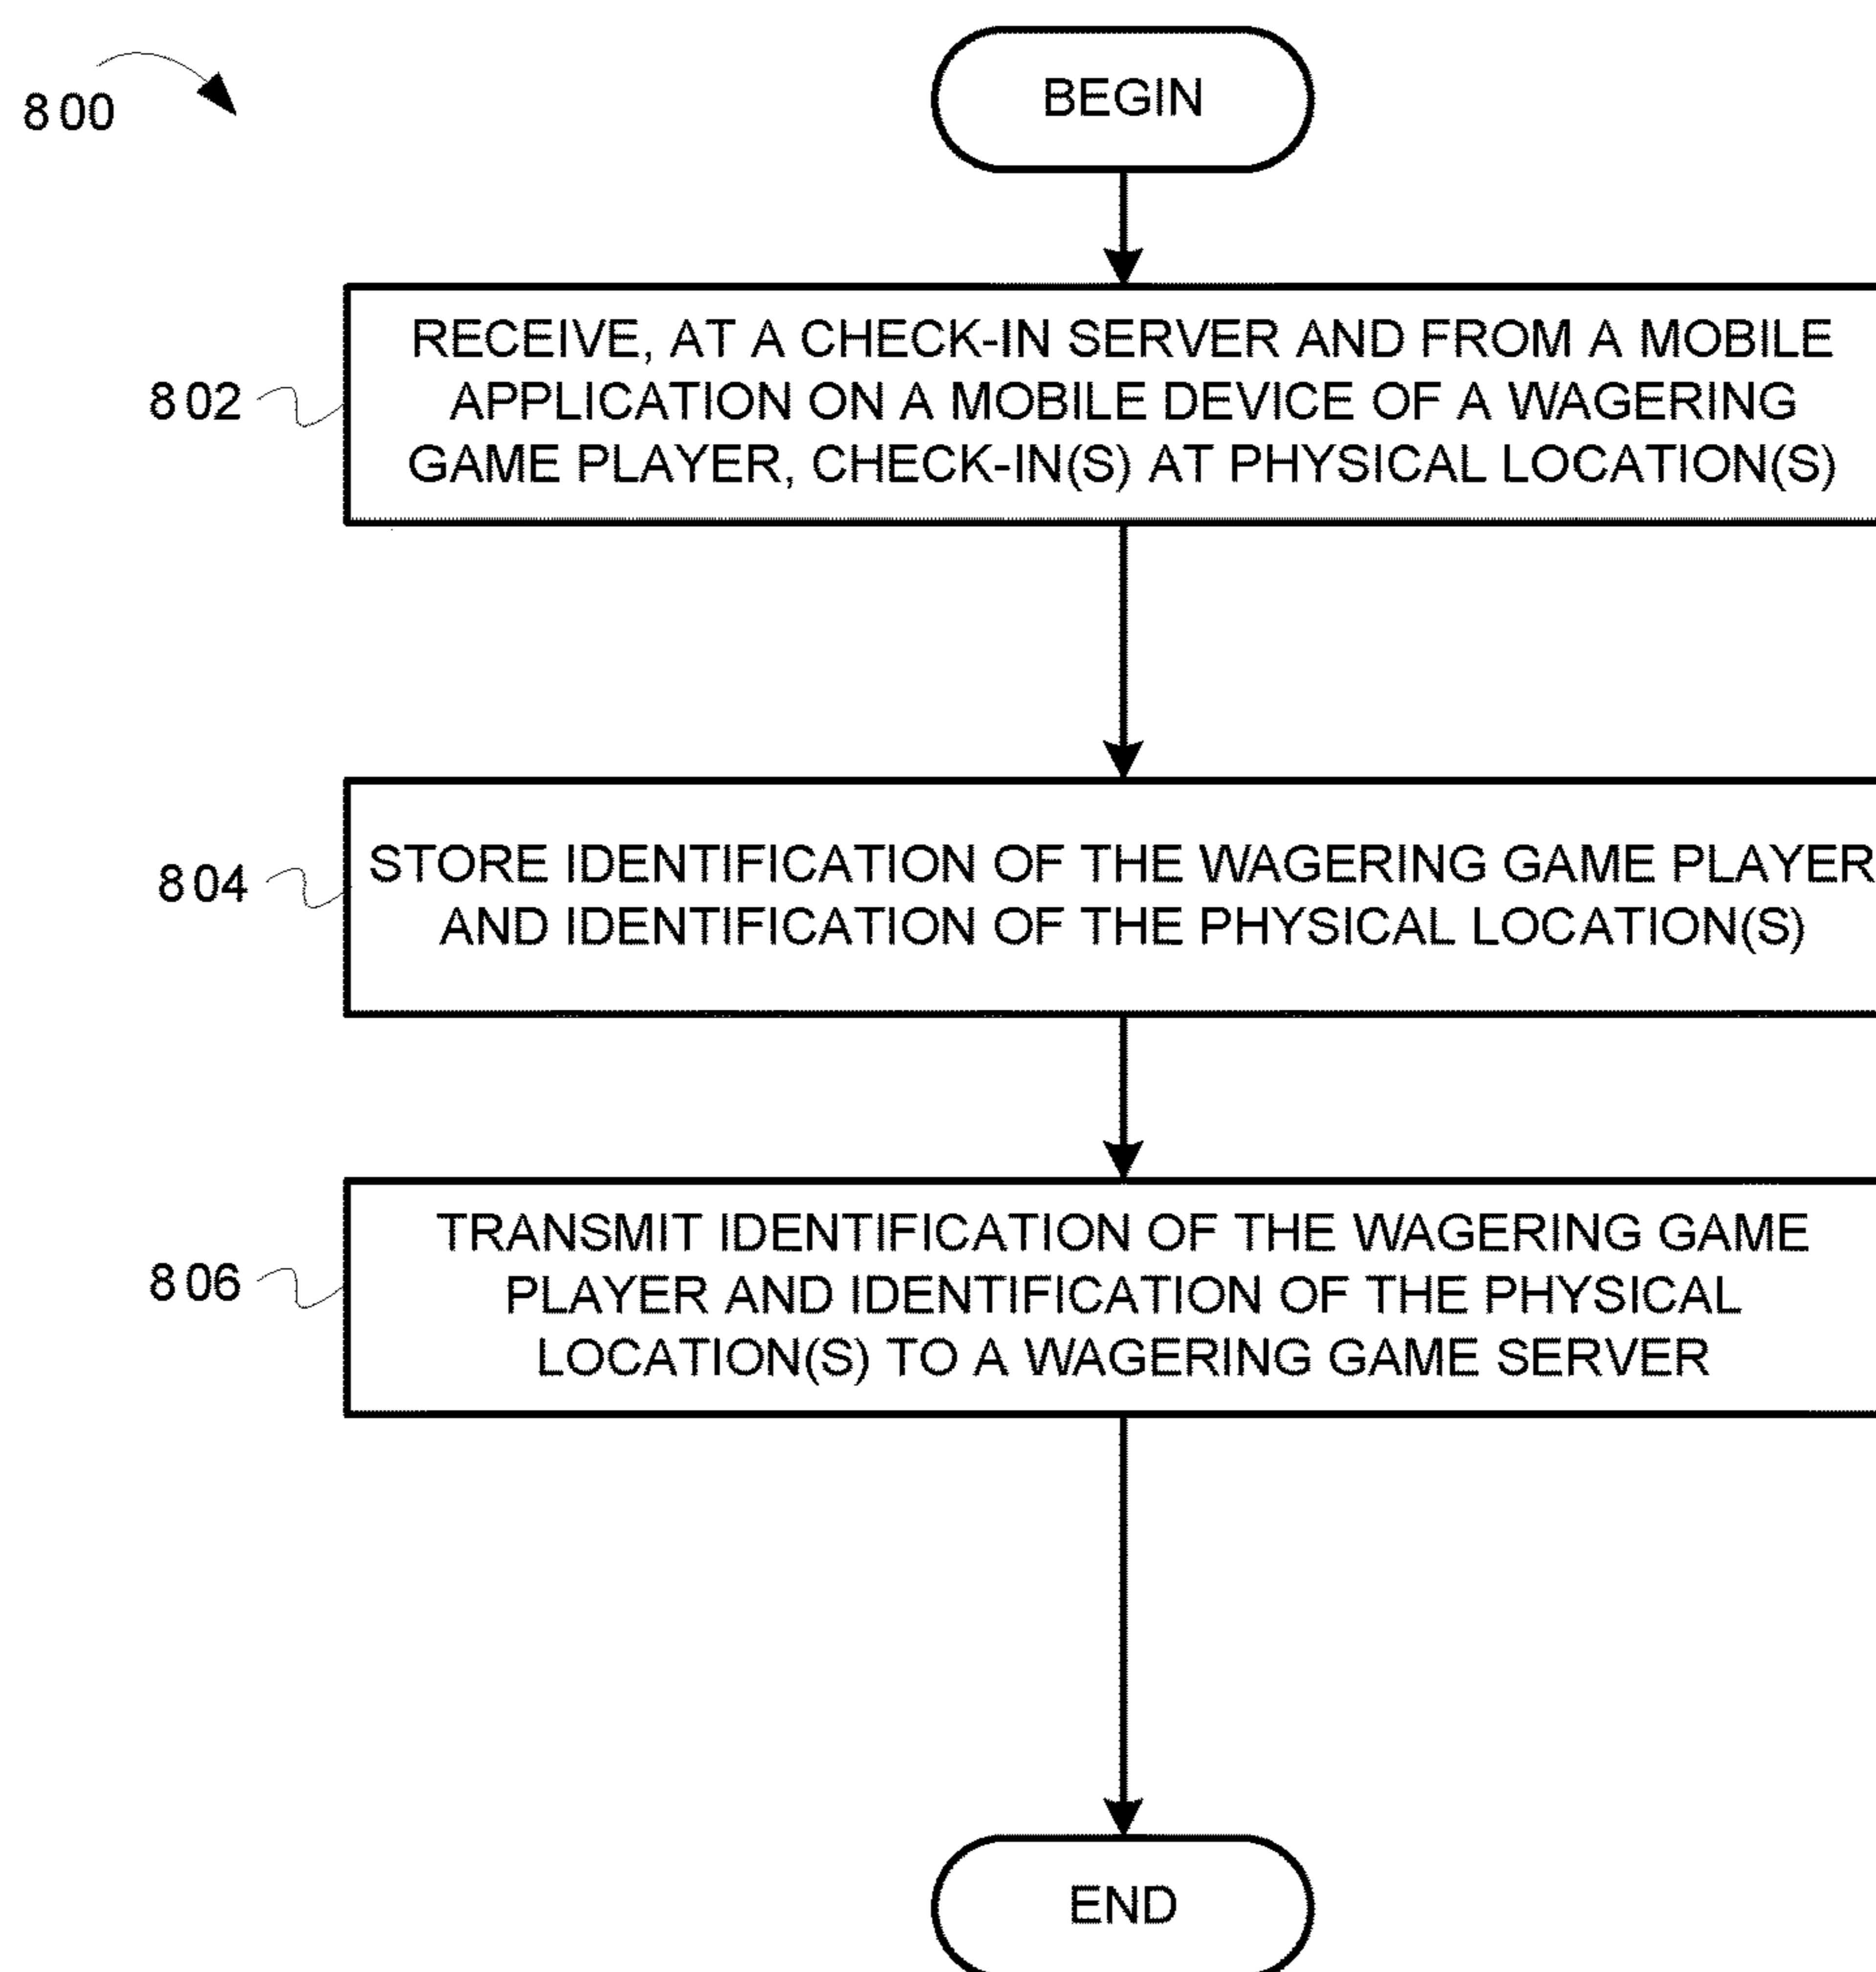 800
BEGIN
802
RECEIVE, AT A CHECK-IN SERVER AND FROM A MOBILE
APPLICATION ON A MOBILE DEVICE OF A WAGERING
GAME PLAYER, CHECK-IN(S) AT PHYSICAL LOCATION(S)
804
STORE IDENTIFICATION OF THE WAGERING GAME PLAYER
AND IDENTIFICATION OF THE PHYSICAL LOCATION(S)
806
TRANSMIT IDENTIFICATION OF THE WAGERING GAME
PLAYER AND IDENTIFICATION OF THE PHYSICAL
LOCATION(S) TO A WAGERING GAME SERVER
END